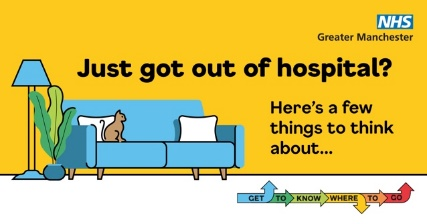 NHS
Greater Manchester
Just got out of hospital?
Here's a few
things to think
about...
GET TO KNOW WHERE TO GO